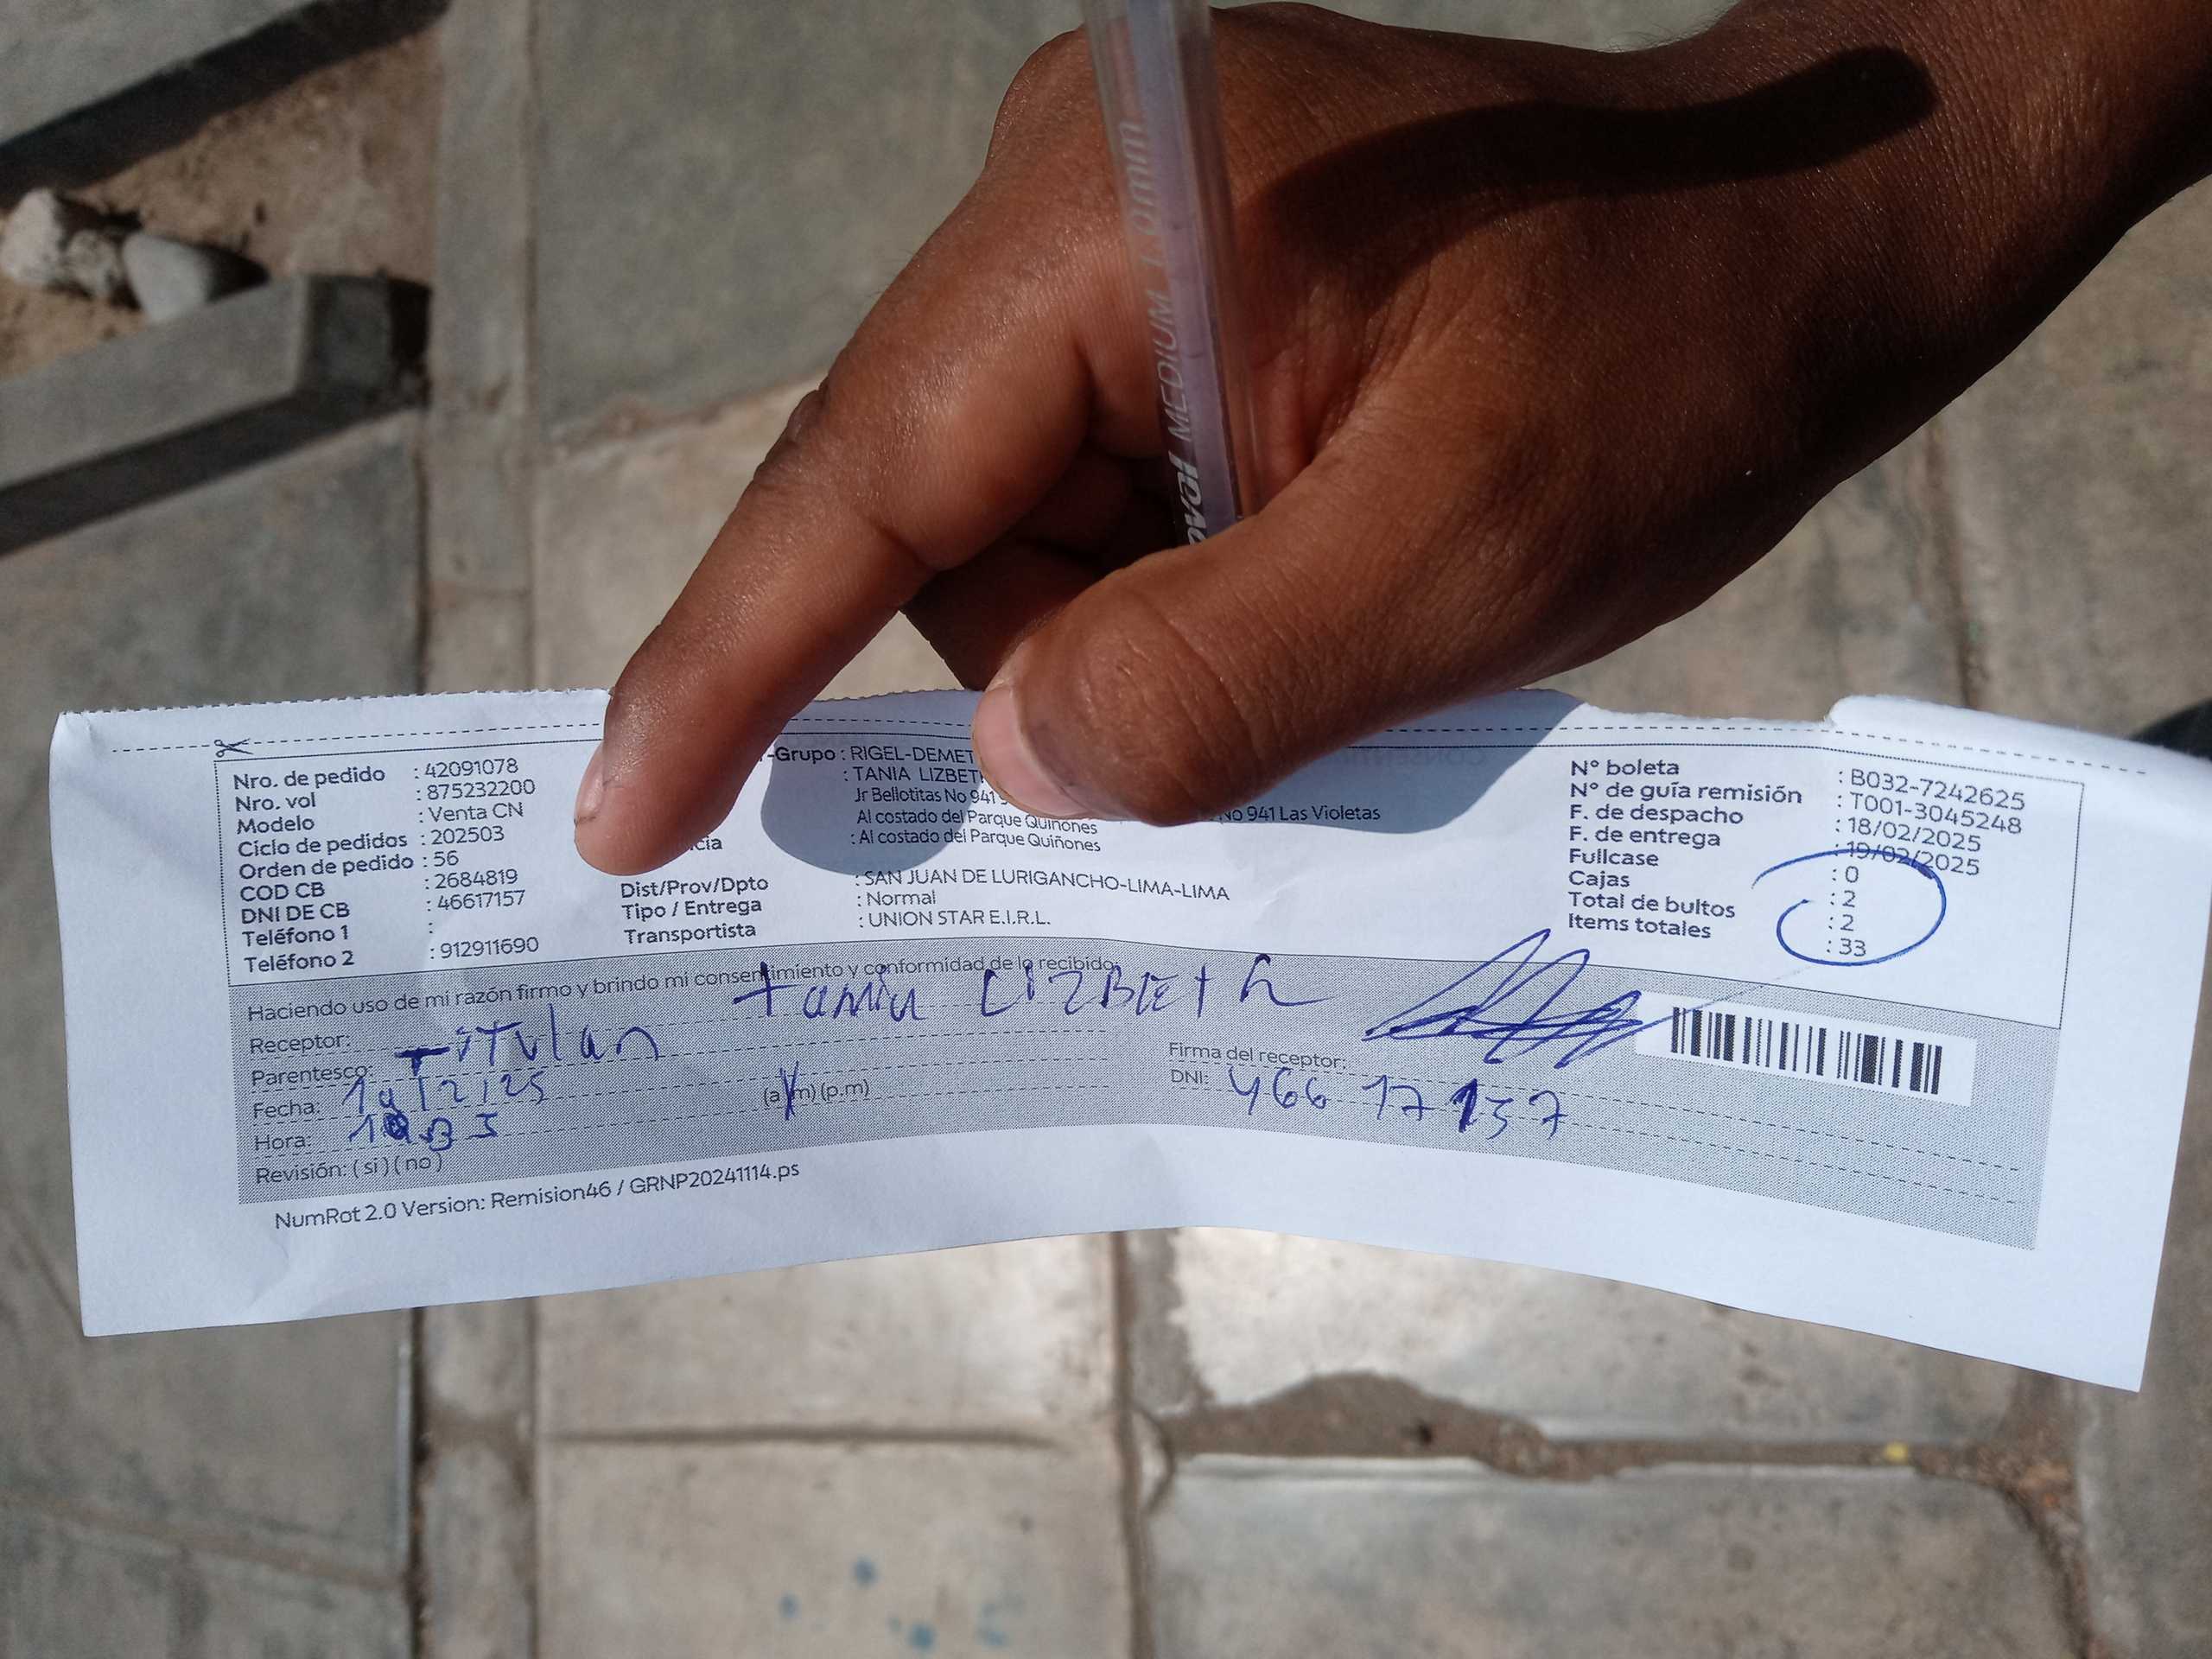 oval MEDIUM 1.0mm
Nro. de pedido : 42091078
Nro. vol : 875232200
Modelo : Venta CN
Ciclo de pedidos : 202503
Orden de pedido : 56
COD CB : 2684819
DNI DE CB : 46617157
Teléfono 1 :
Teléfono 2 : 912911690
-Grupo : RIGEL-DEMET
: TANIA LIZBET
Jr Bellotitas No 941
No 941 Las Violetas
Al costado del Parque Quiñones
cia : Al costado del Parque Quiñones
Dist/Prov/Dpto : SAN JUAN DE LURIGANCHO-LIMA-LIMA
Tipo / Entrega : Normal
Transportista : UNION STAR E.I.R.L.
N° boleta : B032-7242625
N° de guía remisión : T001-3045248
F. de despacho : 18/02/2025
F. de entrega : 19/02/2025
Fullcase : 0
Cajas : 2
Total de bultos : 2
Items totales : 33
Haciendo uso de mi razón firmo y brindo mi consentimiento y conformidad de lo recibido
Receptor: tania LIZBETh
Parentesco: Titular
Fecha: 19/2/25
Hora: (a.m) (p.m)
Revisión: (si) (no)
Firma del receptor:
DNI: 46617157
NumRot 2.0 Version: Remision46 / GRNP20241114.ps